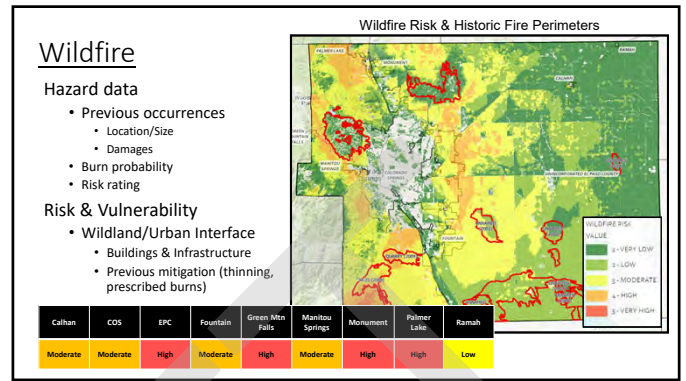 Wildfire Risk & Historic Fire Perimeters
Wildfire
Hazard data
• Previous occurrences
• Location/Size
• Damages
• Burn probability
• Risk rating
Risk & Vulnerability
• Wildland/Urban Interface
• Buildings & Infrastructure
• Previous mitigation (thinning,
prescribed burns)
PALMER LAKE
MONUMENT
RAMAH
CALHAN
MANITOU
SPRINGS
COLORADO
SPRINGS
UNINCORPORATED EL PASO COUNTY
FOUNTAIN
WILDFIRE RISK
VALUE
1 - VERY LOW
2 - LOW
3 - MODERATE
4 - HIGH
5 - VERY HIGH
Calhan COS EPC Fountain Green Mtn Falls Manitou Springs Monument Palmer Lake Ramah
Moderate Moderate High Moderate High Moderate High High Low